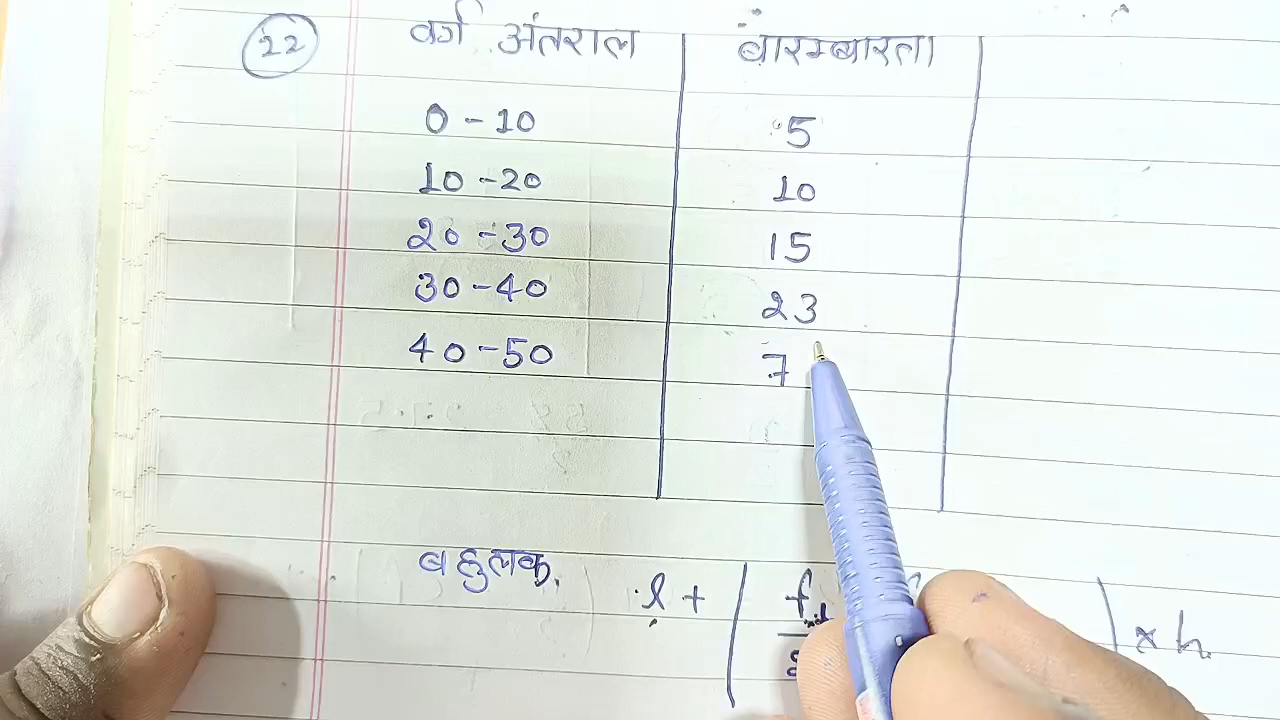 22 वर्ग अंतराल बारम्बारता
0 - 10 5
10 - 20 10
20 - 30 15
30 - 40 23
40 - 50 7
बहुलक l + ( f × h